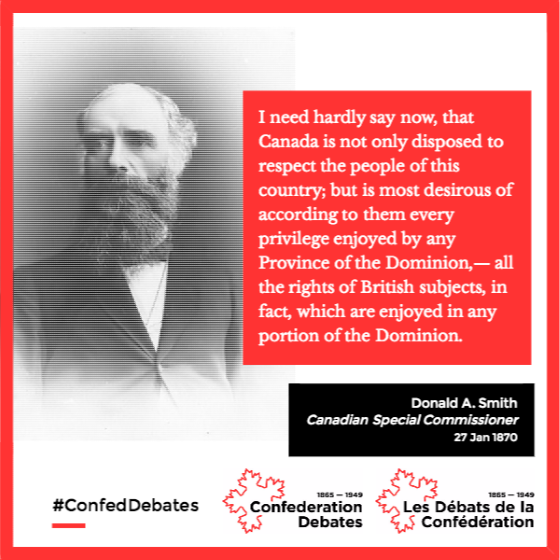 I need hardly say now, that
Canada is not only disposed to
respect the people of this
country; but is most desirous of
according to them every
privilege enjoyed by any
Province of the Dominion,— all
the rights of British subjects, in
fact, which are enjoyed in any
portion of the Dominion.
Donald A. Smith
Canadian Special Commissioner
27 Jan 1870
#ConfedDebates
1865 — 1949
Confederation
Debates
1865 — 1949
Les Débats de la
Confédération